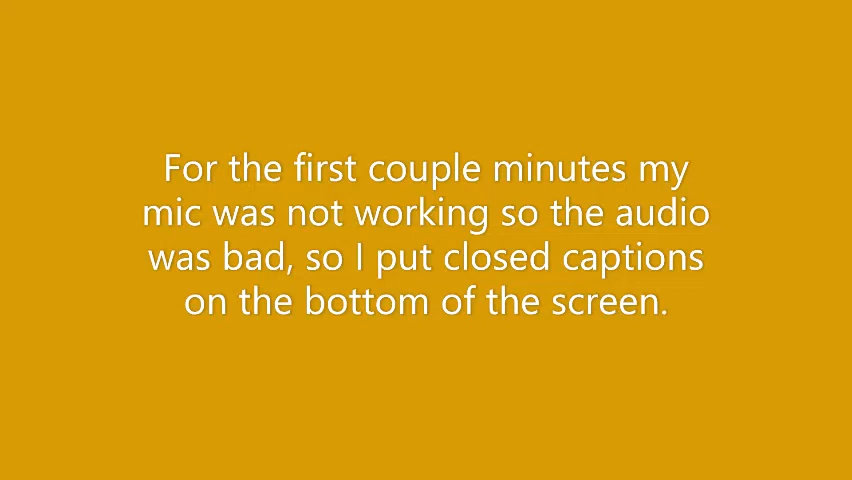 For the first couple minutes my
mic was not working so the audio
was bad, so I put closed captions
on the bottom of the screen.